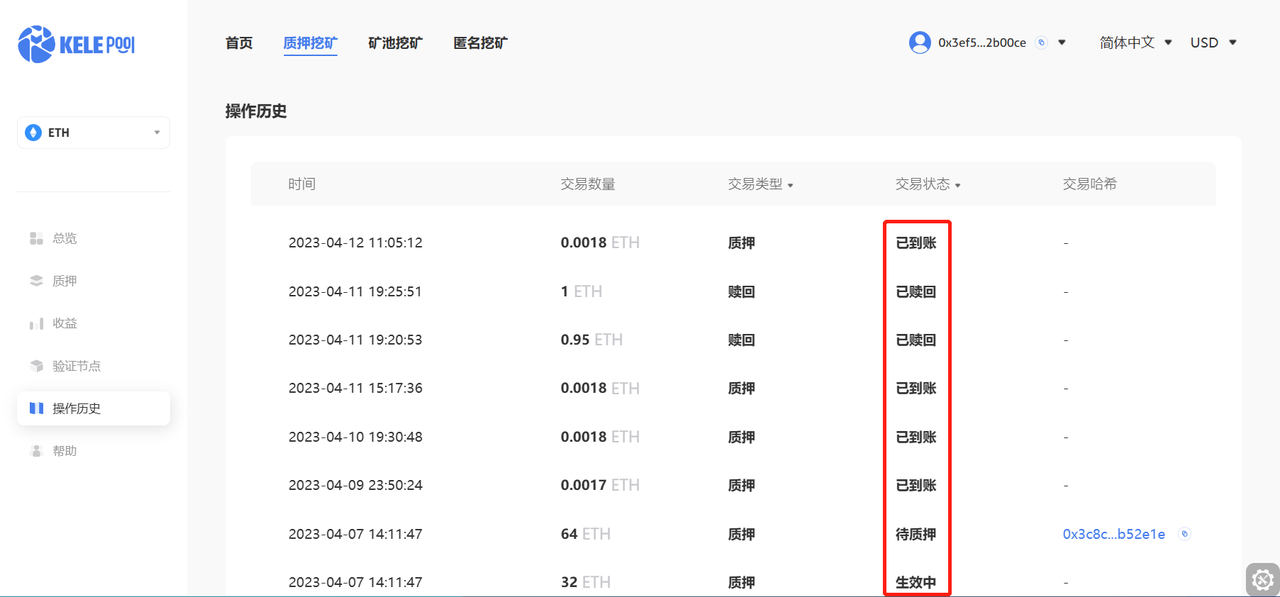 KELE POOl 首页 质押挖矿 矿池挖矿 匿名挖矿 0x3ef5...2b00ce 简体中文 USD
ETH
总览
质押
收益
验证节点
操作历史
帮助
操作历史
时间 交易数量 交易类型 交易状态 交易哈希
2023-04-12 11:05:12 0.0018 ETH 质押 已到账 -
2023-04-11 19:25:51 1 ETH 赎回 已赎回 -
2023-04-11 19:20:53 0.95 ETH 赎回 已赎回 -
2023-04-11 15:17:36 0.0018 ETH 质押 已到账 -
2023-04-10 19:30:48 0.0018 ETH 质押 已到账 -
2023-04-09 23:50:24 0.0017 ETH 质押 已到账 -
2023-04-07 14:11:47 64 ETH 质押 待质押 0x3c8c...b52e1e
2023-04-07 14:11:47 32 ETH 质押 生效中 -